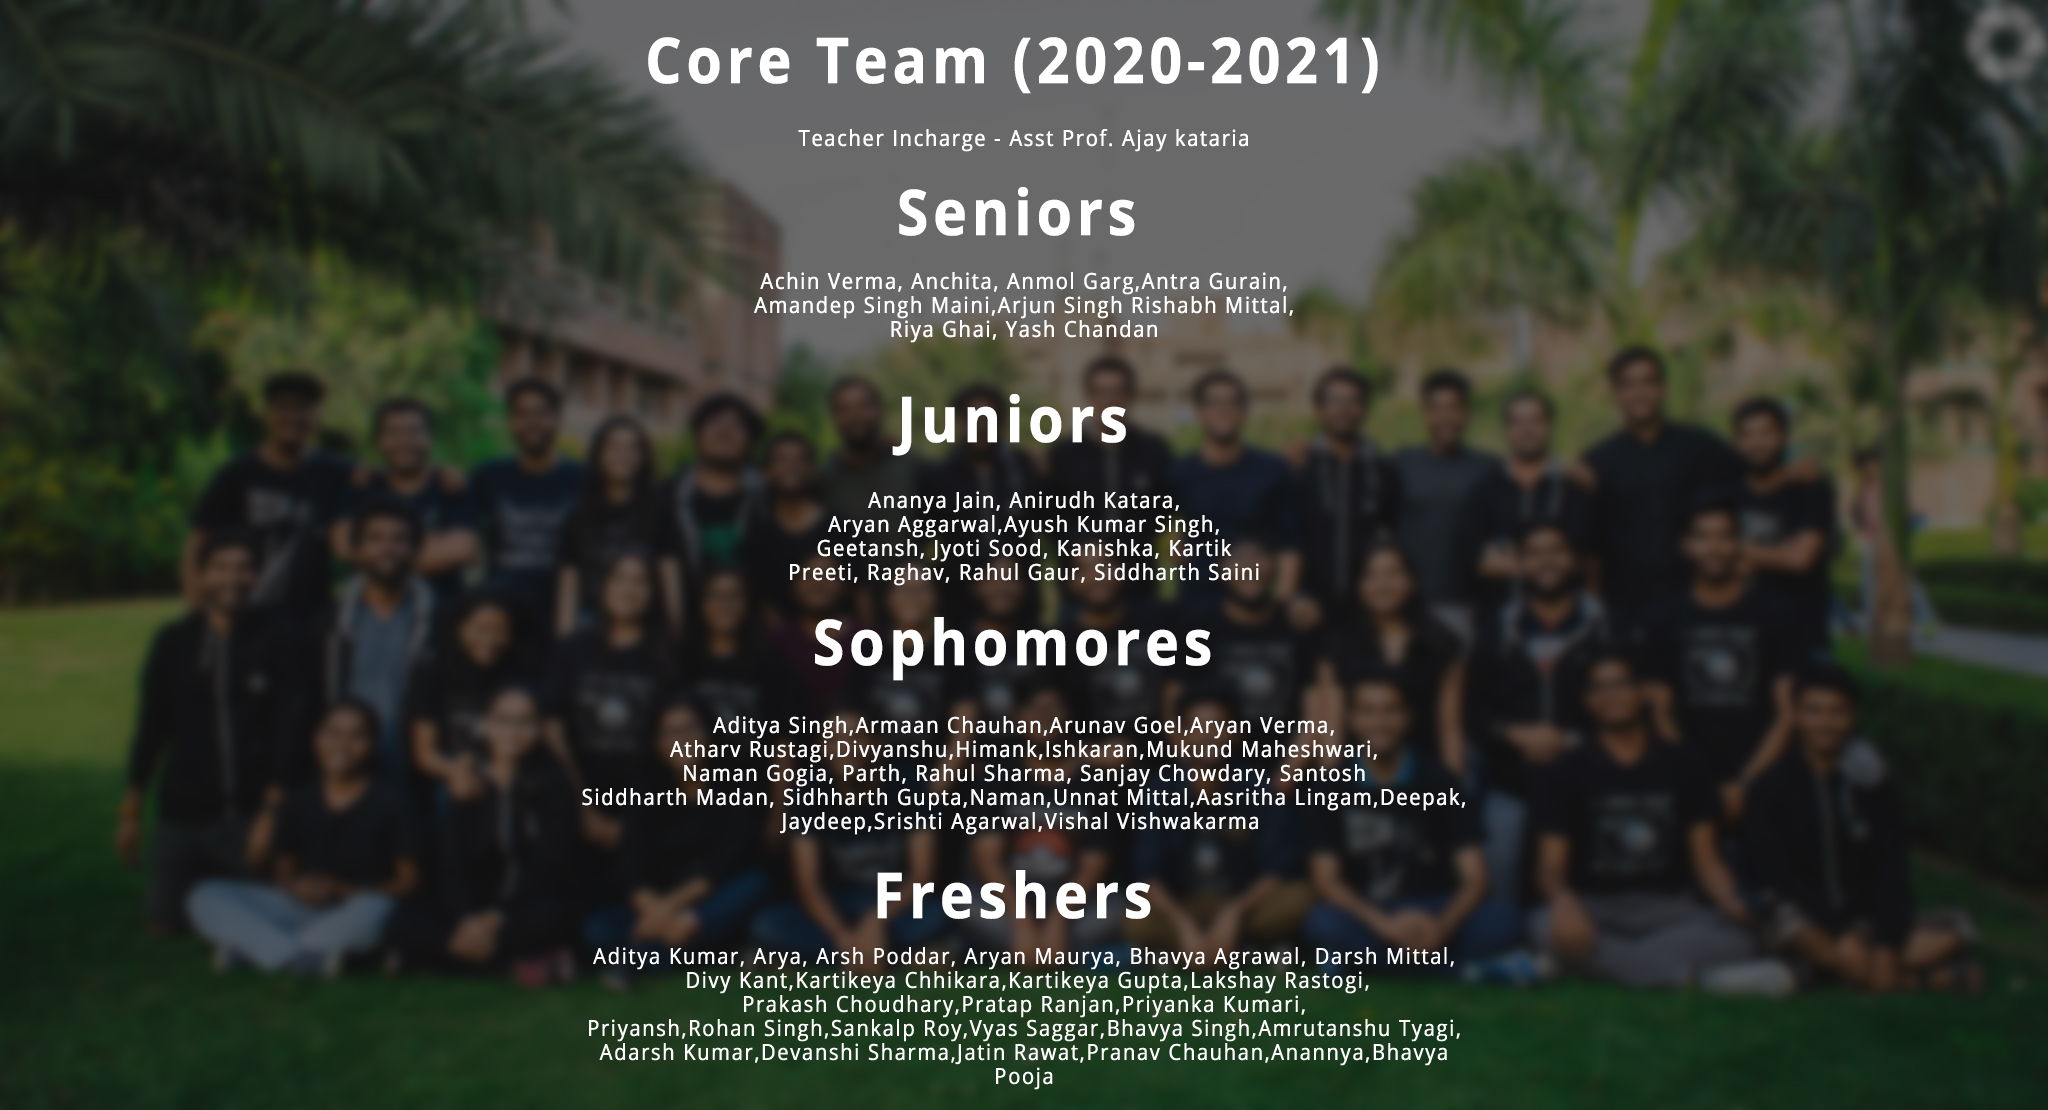 Core Team (2020-2021)
Teacher Incharge - Asst Prof. Ajay kataria
Seniors
Achin Verma, Anchita, Anmol Garg,Antra Gurain,
Amandep Singh Maini,Arjun Singh Rishabh Mittal,
Riya Ghai, Yash Chandan
Juniors
Ananya Jain, Anirudh Katara,
Aryan Aggarwal,Ayush Kumar Singh,
Geetansh, Jyoti Sood, Kanishka, Kartik
Preeti, Raghav, Rahul Gaur, Siddharth Saini
Sophomores
Aditya Singh,Armaan Chauhan,Arunav Goel,Aryan Verma,
Atharv Rustagi,Divyanshu,Himank,Ishkaran,Mukund Maheshwari,
Naman Gogia, Parth, Rahul Sharma, Sanjay Chowdary, Santosh
Siddharth Madan, Sidhharth Gupta,Naman,Unnat Mittal,Aasritha Lingam,Deepak,
Jaydeep,Srishti Agarwal,Vishal Vishwakarma
Freshers
Aditya Kumar, Arya, Arsh Poddar, Aryan Maurya, Bhavya Agrawal, Darsh Mittal,
Divy Kant,Kartikeya Chhikara,Kartikeya Gupta,Lakshay Rastogi,
Prakash Choudhary,Pratap Ranjan,Priyanka Kumari,
Priyansh,Rohan Singh,Sankalp Roy,Vyas Saggar,Bhavya Singh,Amrutanshu Tyagi,
Adarsh Kumar,Devanshi Sharma,Jatin Rawat,Pranav Chauhan,Anannya,Bhavya
Pooja